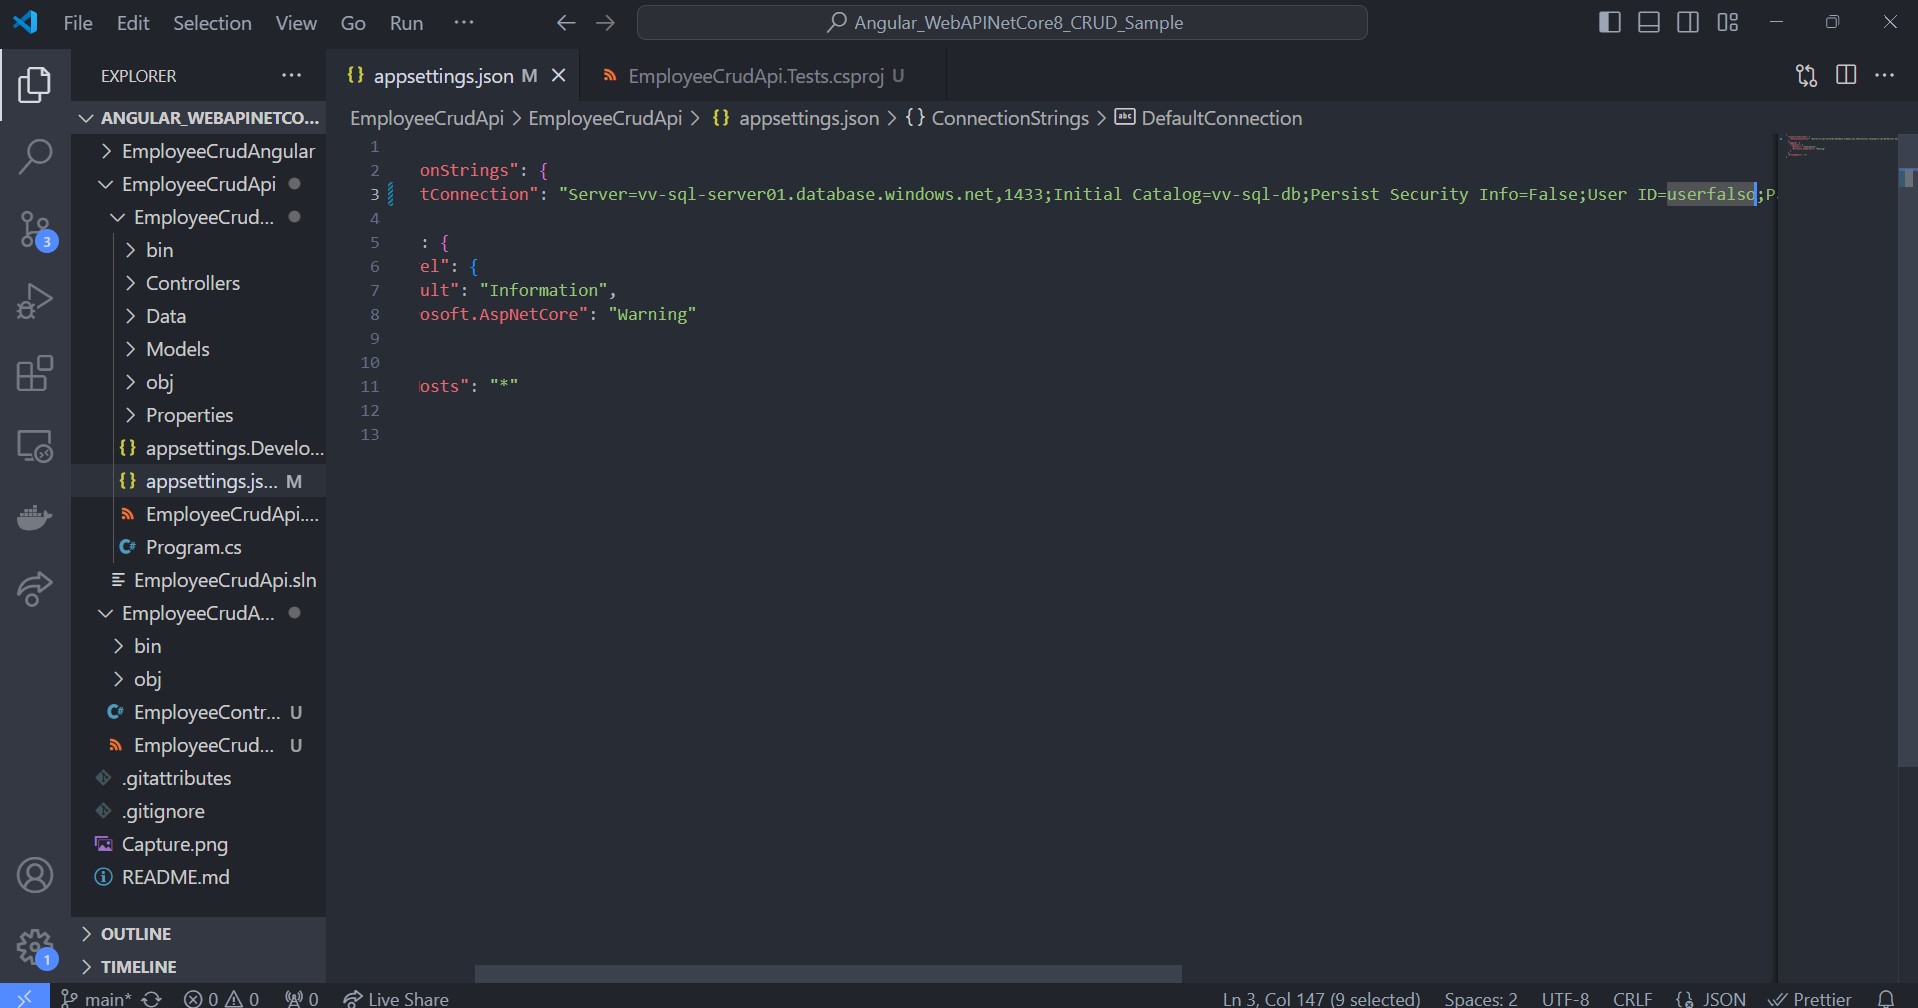 File Edit Selection View Go Run ··· Angular_WebAPINetCore8_CRUD_Sample
EXPLORER ···
ANGULAR_WEBAPINETCO...
EmployeeCrudAngular
EmployeeCrudApi
EmployeeCrud...
bin
Controllers
Data
Models
obj
Properties
{} appsettings.Develo...
{} appsettings.js... M
EmployeeCrudApi....
C# Program.cs
EmployeeCrudApi.sln
EmployeeCrudA...
bin
obj
C# EmployeeContr... U
EmployeeCrud... U
.gitattributes
.gitignore
Capture.png
README.md
OUTLINE
TIMELINE
3
1
{} appsettings.json M EmployeeCrudApi.Tests.csproj U
EmployeeCrudApi > EmployeeCrudApi > {} appsettings.json > {} ConnectionStrings > abc DefaultConnection
1
2 onStrings": {
3 tConnection": "Server=vv-sql-server01.database.windows.net,1433;Initial Catalog=vv-sql-db;Persist Security Info=False;User ID=userfalso;P
4
5 : {
6 el": {
7 ult": "Information",
8 osoft.AspNetCore": "Warning"
9
10
11 osts": "*"
12
13
main* 0 0 0 Live Share Ln 3, Col 147 (9 selected) Spaces: 2 UTF-8 CRLF {} JSON Prettier